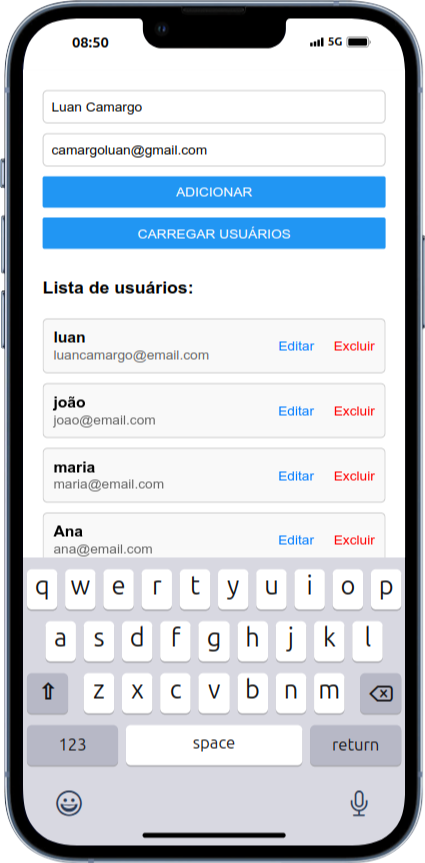 08:50 5G
Luan Camargo
camargoluan@gmail.com
ADICIONAR
CARREGAR USUÁRIOS
Lista de usuários:
luan
luancamargo@email.com
Editar Excluir
joão
joao@email.com
Editar Excluir
maria
maria@email.com
Editar Excluir
Ana
ana@email.com
Editar Excluir
q w e r t y u i o p
a s d f g h j k l
z x c v b n m
123 space return